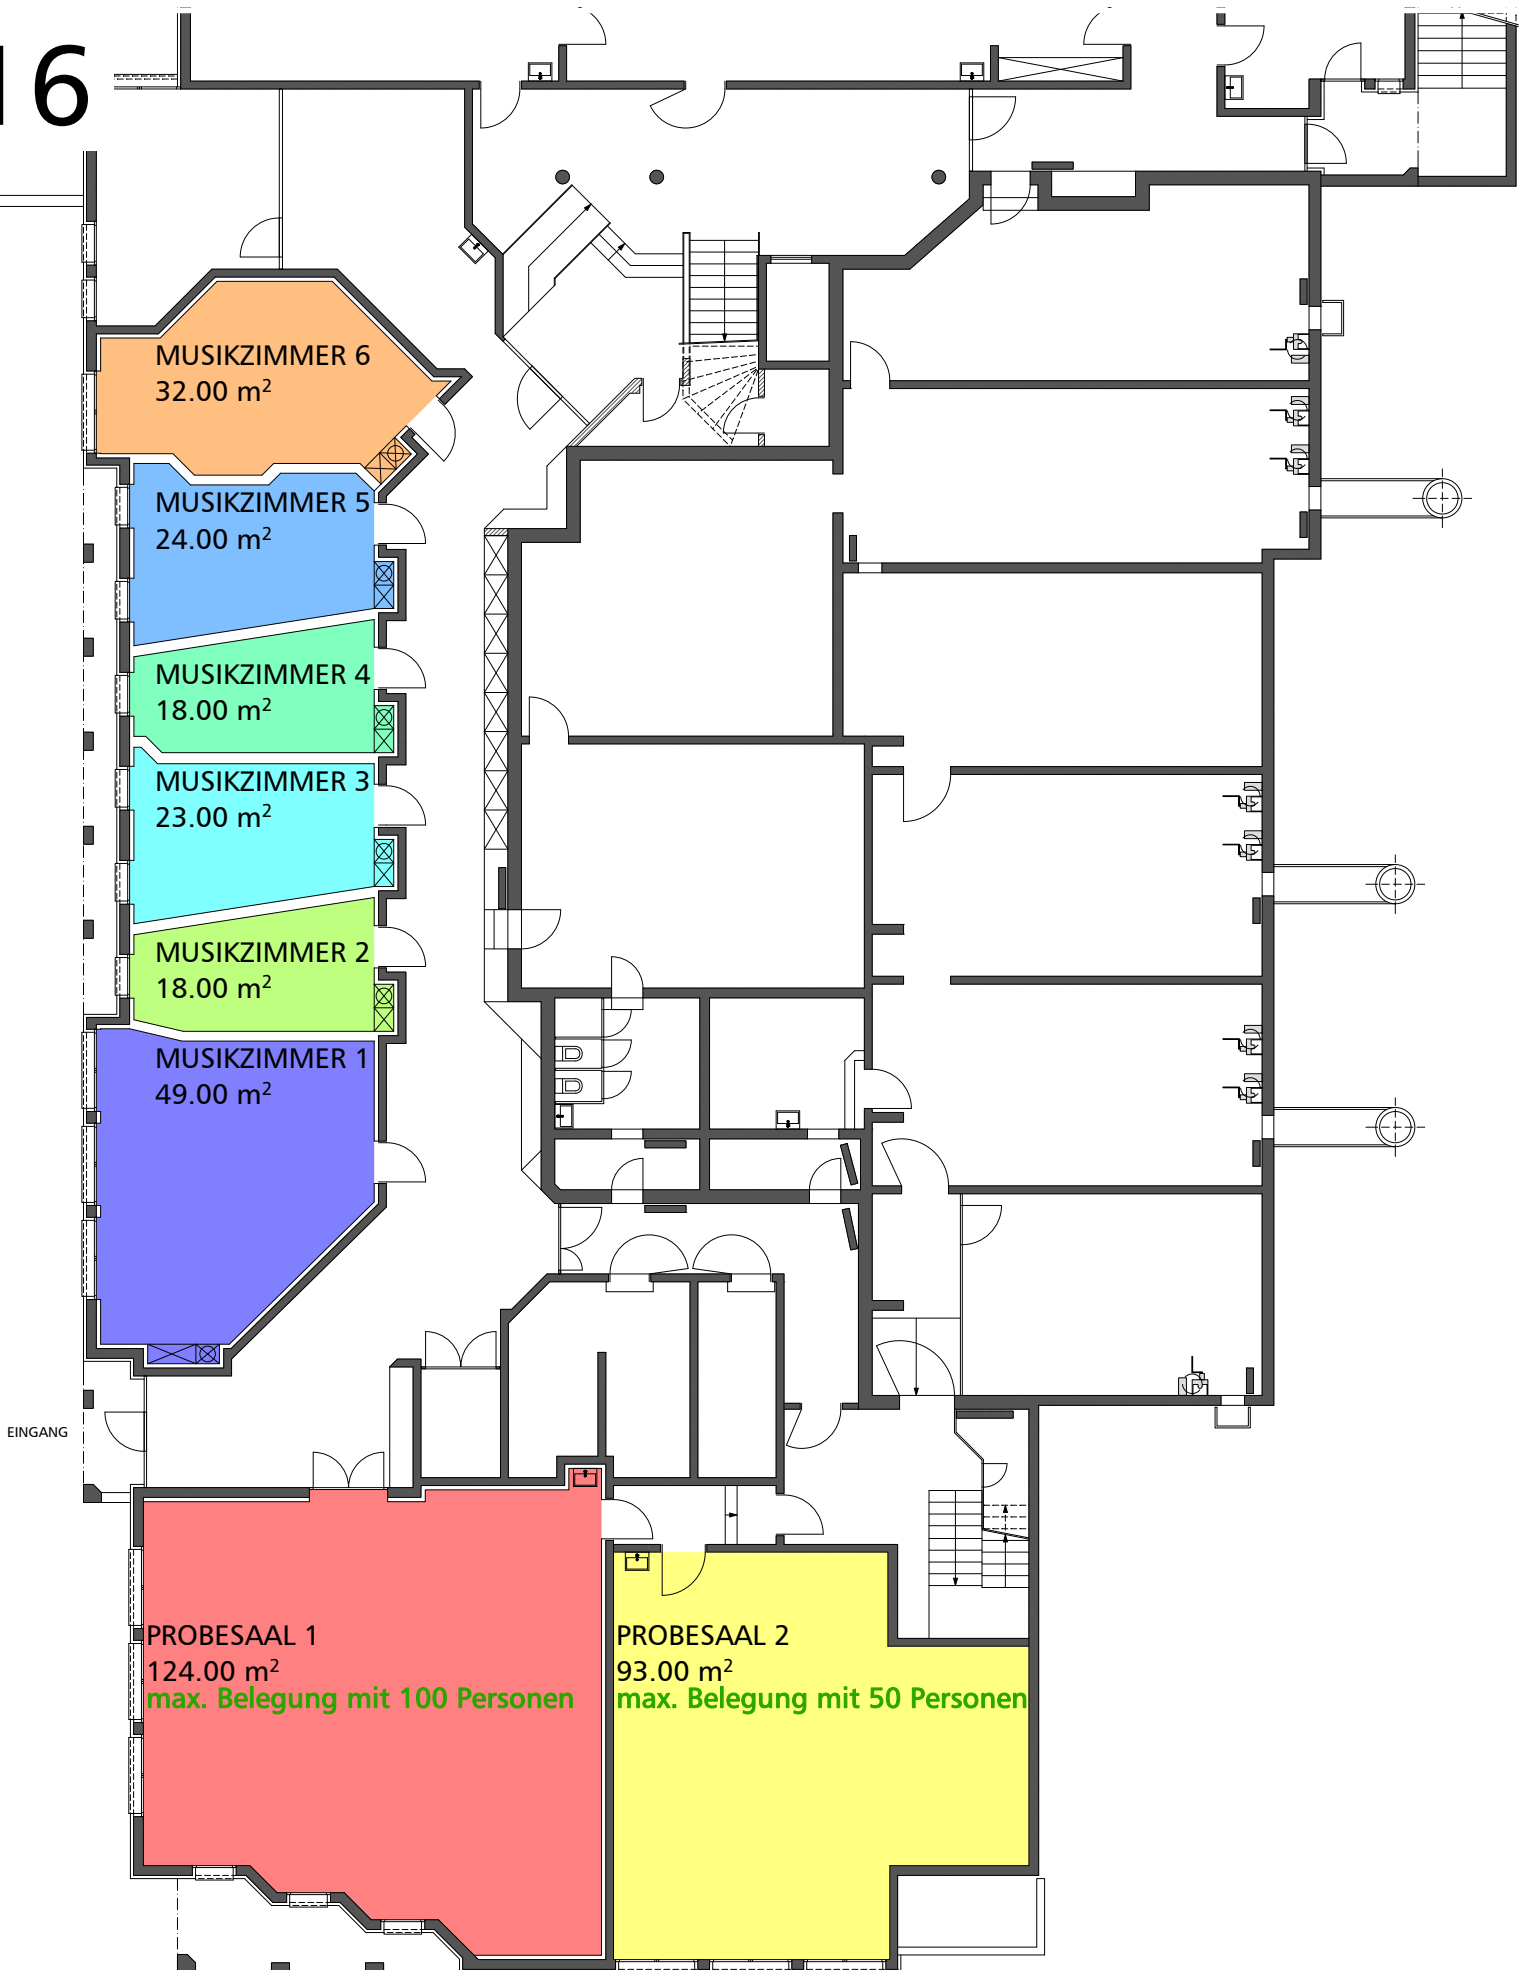 16
MUSIKZIMMER 6
32.00 m²
MUSIKZIMMER 5
24.00 m²
MUSIKZIMMER 4
18.00 m²
MUSIKZIMMER 3
23.00 m²
MUSIKZIMMER 2
18.00 m²
MUSIKZIMMER 1
49.00 m²
EINGANG
PROBESAAL 1
124.00 m²
max. Belegung mit 100 Personen
PROBESAAL 2
93.00 m²
max. Belegung mit 50 Personen